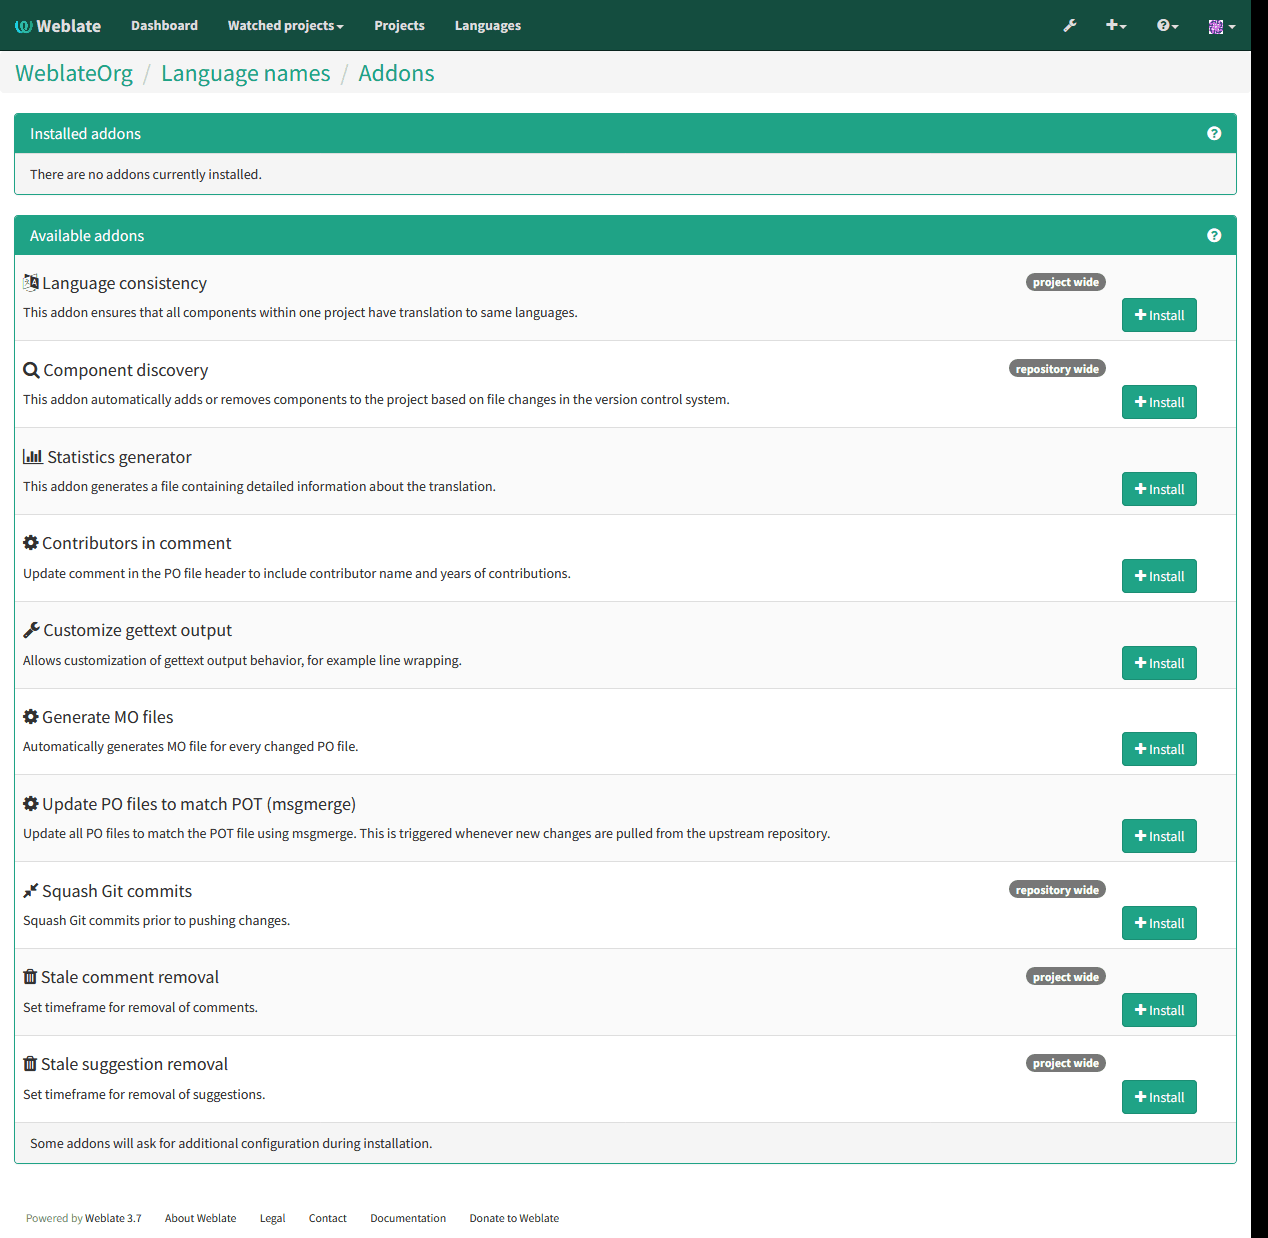 Weblate Dashboard Watched projects Projects Languages
WeblateOrg / Language names / Addons
Installed addons
There are no addons currently installed.
Available addons
Language consistency project wide
This addon ensures that all components within one project have translation to same languages.
Install
Component discovery repository wide
This addon automatically adds or removes components to the project based on file changes in the version control system.
Install
Statistics generator
This addon generates a file containing detailed information about the translation.
Install
Contributors in comment
Update comment in the PO file header to include contributor name and years of contributions.
Install
Customize gettext output
Allows customization of gettext output behavior, for example line wrapping.
Install
Generate MO files
Automatically generates MO file for every changed PO file.
Install
Update PO files to match POT (msgmerge)
Update all PO files to match the POT file using msgmerge. This is triggered whenever new changes are pulled from the upstream repository.
Install
Squash Git commits repository wide
Squash Git commits prior to pushing changes.
Install
Stale comment removal project wide
Set timeframe for removal of comments.
Install
Stale suggestion removal project wide
Set timeframe for removal of suggestions.
Install
Some addons will ask for additional configuration during installation.
Powered by Weblate 3.7 About Weblate Legal Contact Documentation Donate to Weblate